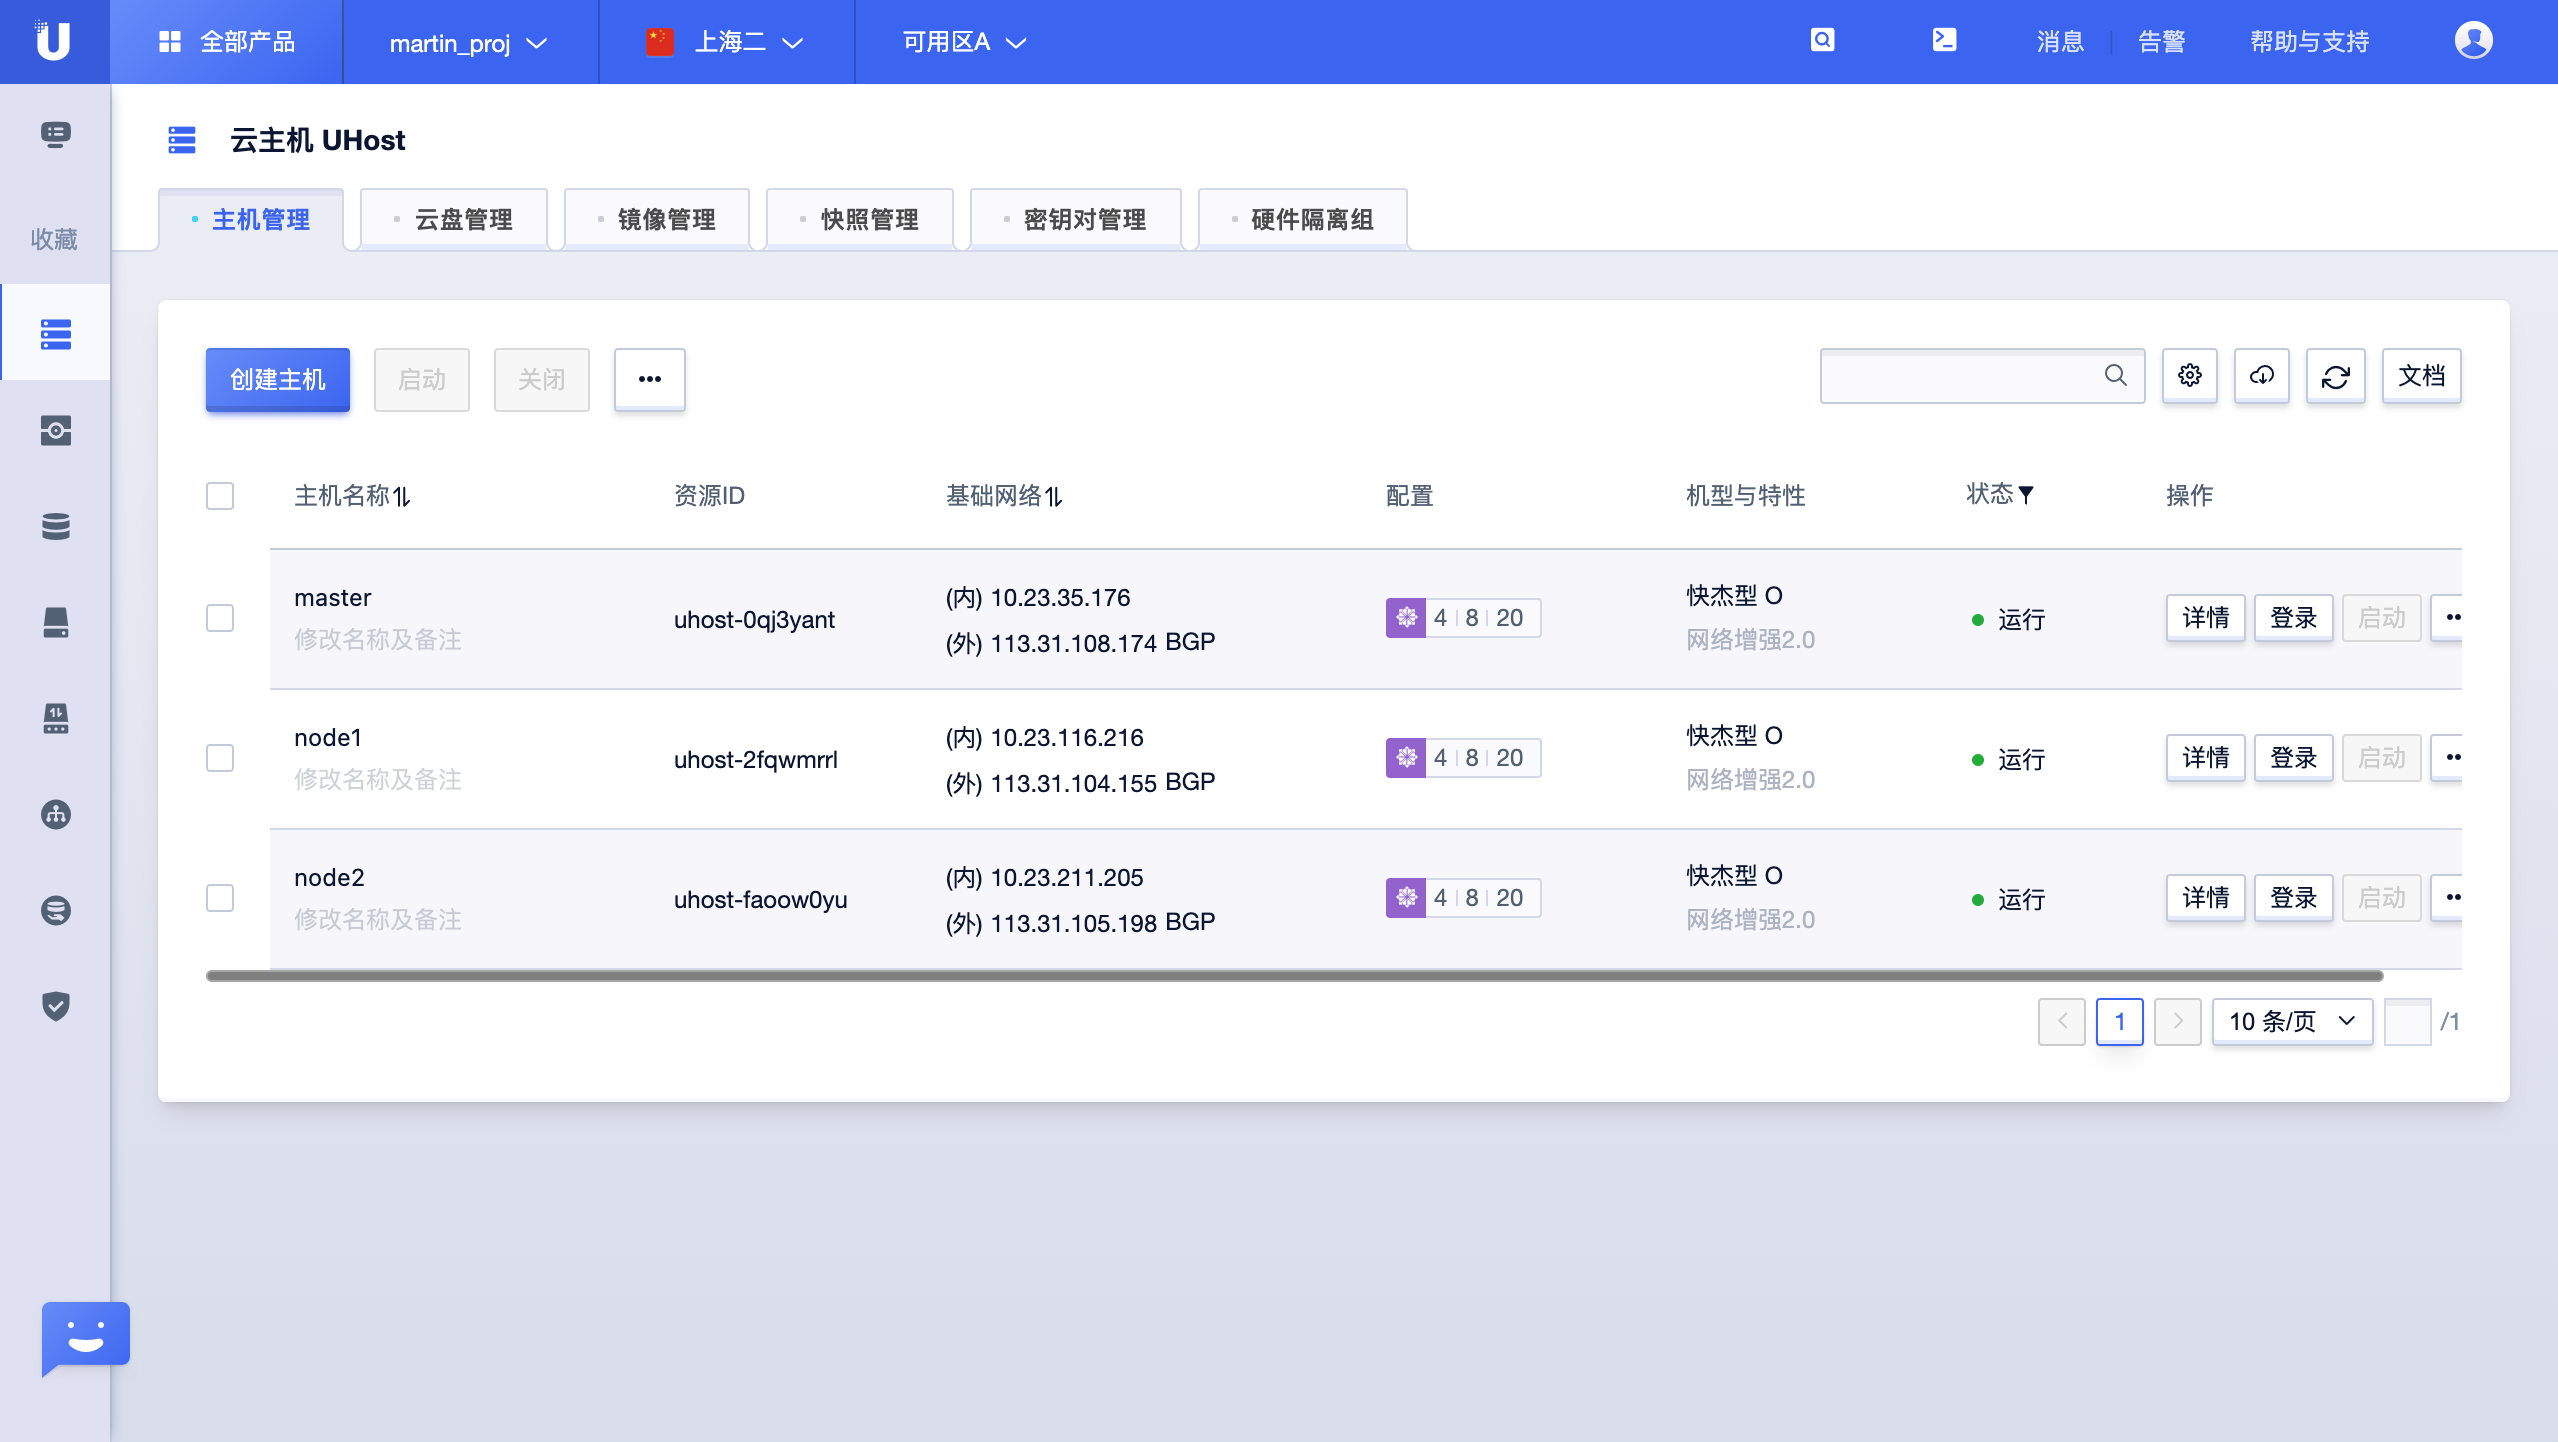 全部产品 martin_proj 上海二 可用区A 消息 告警 帮助与支持
收藏
云主机 UHost
主机管理 云盘管理 镜像管理 快照管理 密钥对管理 硬件隔离组
创建主机 启动 关闭 ••• 文档
主机名称 资源ID 基础网络 配置 机型与特性 状态 操作
master
修改名称及备注
uhost-0qj3yant
(内) 10.23.35.176
(外) 113.31.108.174 BGP
4 8 20
快杰型 O
网络增强2.0
运行
详情 登录 启动
node1
修改名称及备注
uhost-2fqwmrrl
(内) 10.23.116.216
(外) 113.31.104.155 BGP
4 8 20
快杰型 O
网络增强2.0
运行
详情 登录 启动
node2
修改名称及备注
uhost-faoow0yu
(内) 10.23.211.205
(外) 113.31.105.198 BGP
4 8 20
快杰型 O
网络增强2.0
运行
详情 登录 启动
1 10 条/页 /1